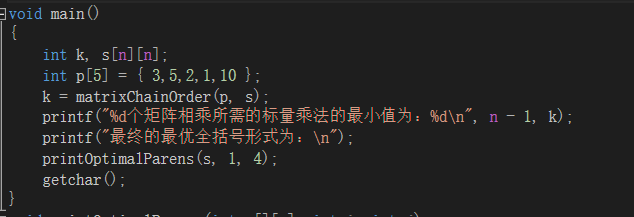 void main()
{
int k, s[n][n];
int p[5] = { 3,5,2,1,10 };
k = matrixChainOrder(p, s);
printf("%d个矩阵相乘所需的标量乘法的最小值为：%d\n", n - 1, k);
printf("最终的最优全括号形式为：\n");
printOptimalParens(s, 1, 4);
getchar();
}